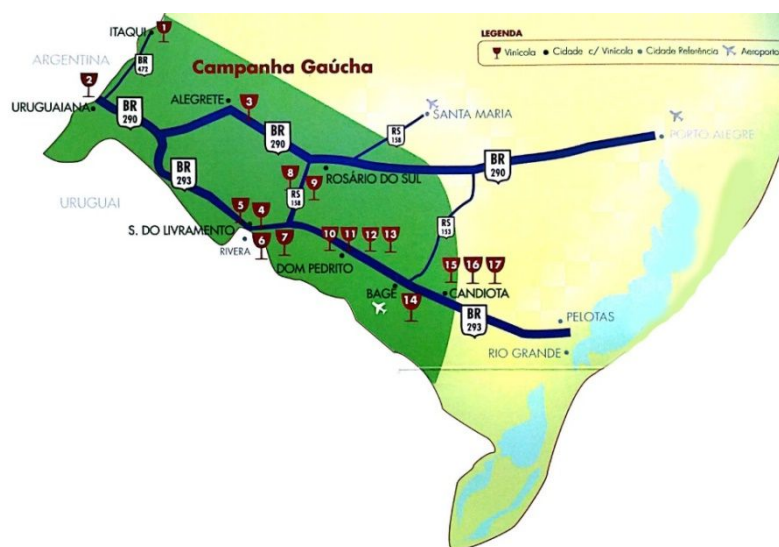 LEGENDA
Vinícola
Cidade c/ Vinícola
Cidade Referência
Aeroporto
ITAQUI
1
ARGENTINA
BR
472
Campanha Gaúcha
2
URUGUAIANA
BR
290
ALEGRETE
3
BR
290
SANTA MARIA
RS
158
PORTO ALEGRE
BR
290
BR
293
8
9
ROSÁRIO DO SUL
RS
158
URUGUAI
5
4
S. DO LIVRAMENTO
RIVERA
6
7
10
11
12
13
DOM PEDRITO
RS
153
BAGÉ
14
15
16
17
CANDIOTA
BR
293
PELOTAS
RIO GRANDE